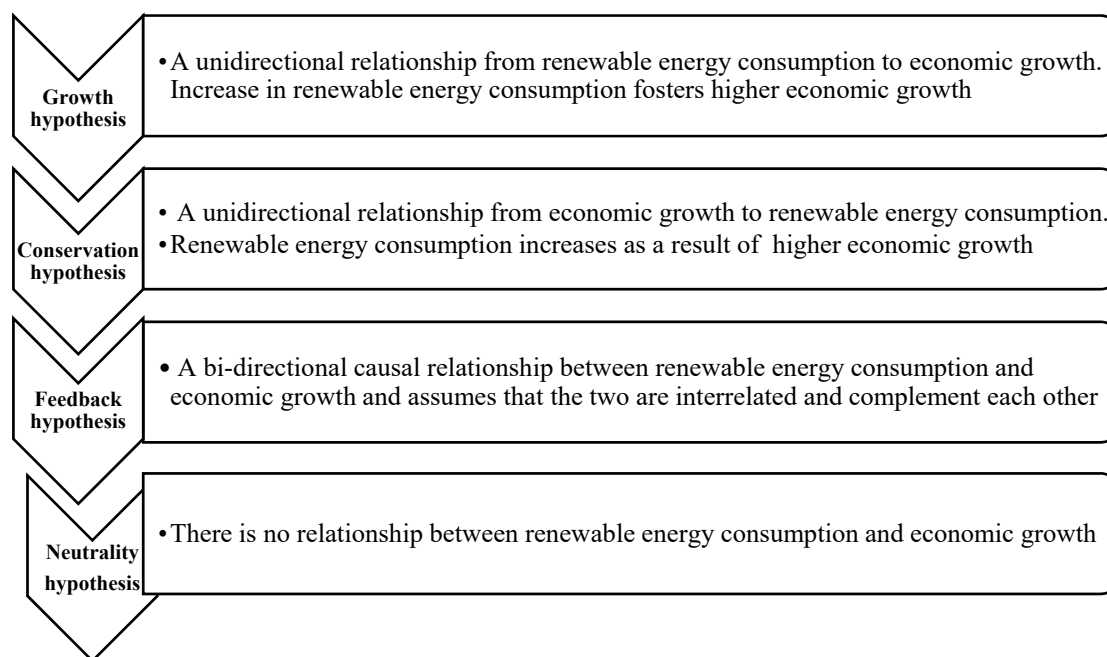 Growth
hypothesis
•A unidirectional relationship from renewable energy consumption to economic growth.
Increase in renewable energy consumption fosters higher economic growth
Conservation
hypothesis
• A unidirectional relationship from economic growth to renewable energy consumption.
•Renewable energy consumption increases as a result of higher economic growth
Feedback
hypothesis
• A bi-directional causal relationship between renewable energy consumption and
economic growth and assumes that the two are interrelated and complement each other
Neutrality
hypothesis
•There is no relationship between renewable energy consumption and economic growth